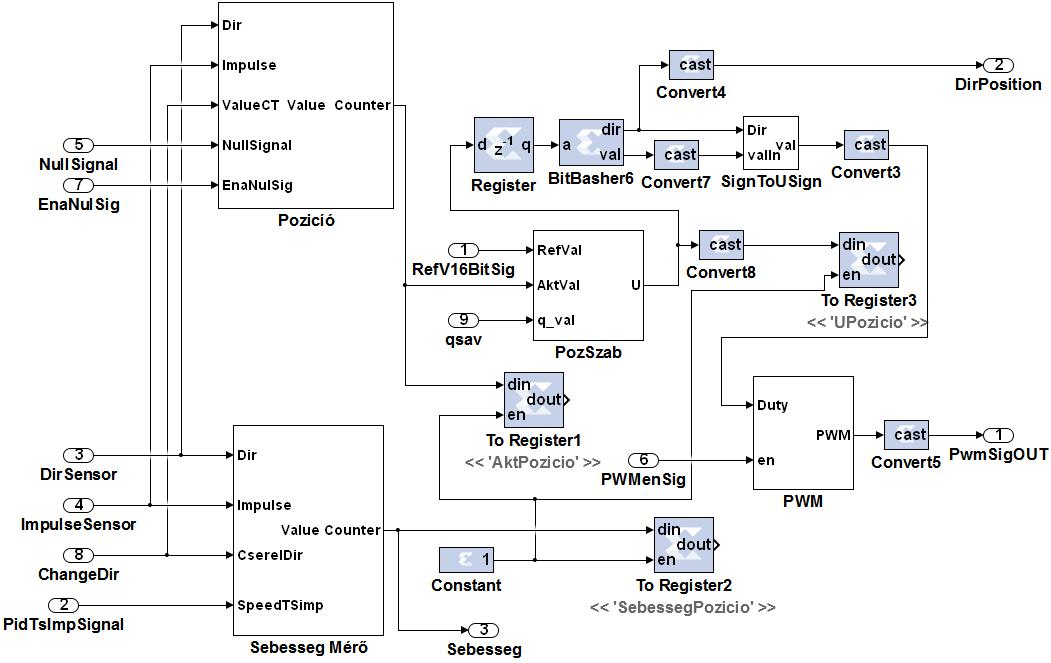 Dir
Impulse
ValueCT Value Counter
NullSignal
EnaNulSig
Pozició
5
NullSignal
7
EnaNulSig
cast
Convert4
2
DirPosition
d z-1 q
Register
a dir val
BitBasher6
cast
Convert7
Dir
valIn val
SignToUSign
cast
Convert3
1
RefV16BitSig
9
qsav
RefVal
AktVal U
q_val
PozSzab
cast
Convert8
din
dout
en
To Register3
<< 'UPozicio' >>
din
dout
en
To Register1
<< 'AktPozicio' >>
6
PWMenSig
Duty
PWM
en
PWM
cast
Convert5
1
PwmSigOUT
3
DirSensor
4
ImpulseSensor
8
ChangeDir
2
PidTsImpSignal
Dir
Impulse
Value Counter
CserelDir
SpeedTSimp
Sebesseg Mérő
1
Constant
din
dout
en
To Register2
<< 'SebessegPozicio' >>
3
Sebesseg